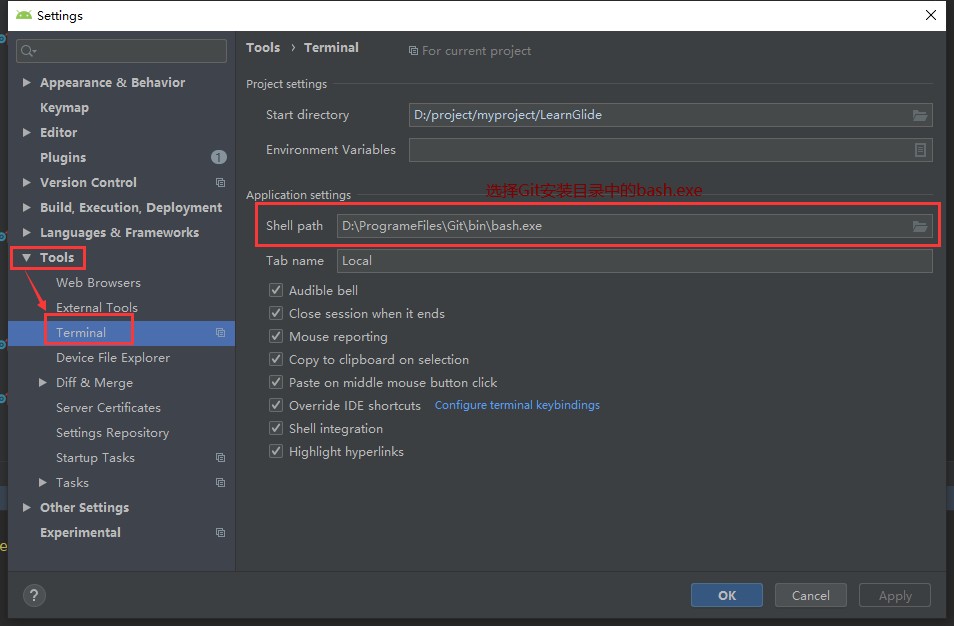 Settings
Tools › Terminal
For current project
Appearance & Behavior
Keymap
Editor
Plugins 1
Version Control
Build, Execution, Deployment
Languages & Frameworks
Tools
Web Browsers
External Tools
Terminal
Device File Explorer
Diff & Merge
Server Certificates
Settings Repository
Startup Tasks
Tasks
Other Settings
Experimental
Project settings
Start directory D:/project/myproject/LearnGlide
Environment Variables
选择Git安装目录中的bash.exe
Application settings
Shell path D:\ProgrameFiles\Git\bin\bash.exe
Tab name Local
Audible bell
Close session when it ends
Mouse reporting
Copy to clipboard on selection
Paste on middle mouse button click
Override IDE shortcuts Configure terminal keybindings
Shell integration
Highlight hyperlinks
e
?
OK Cancel Apply